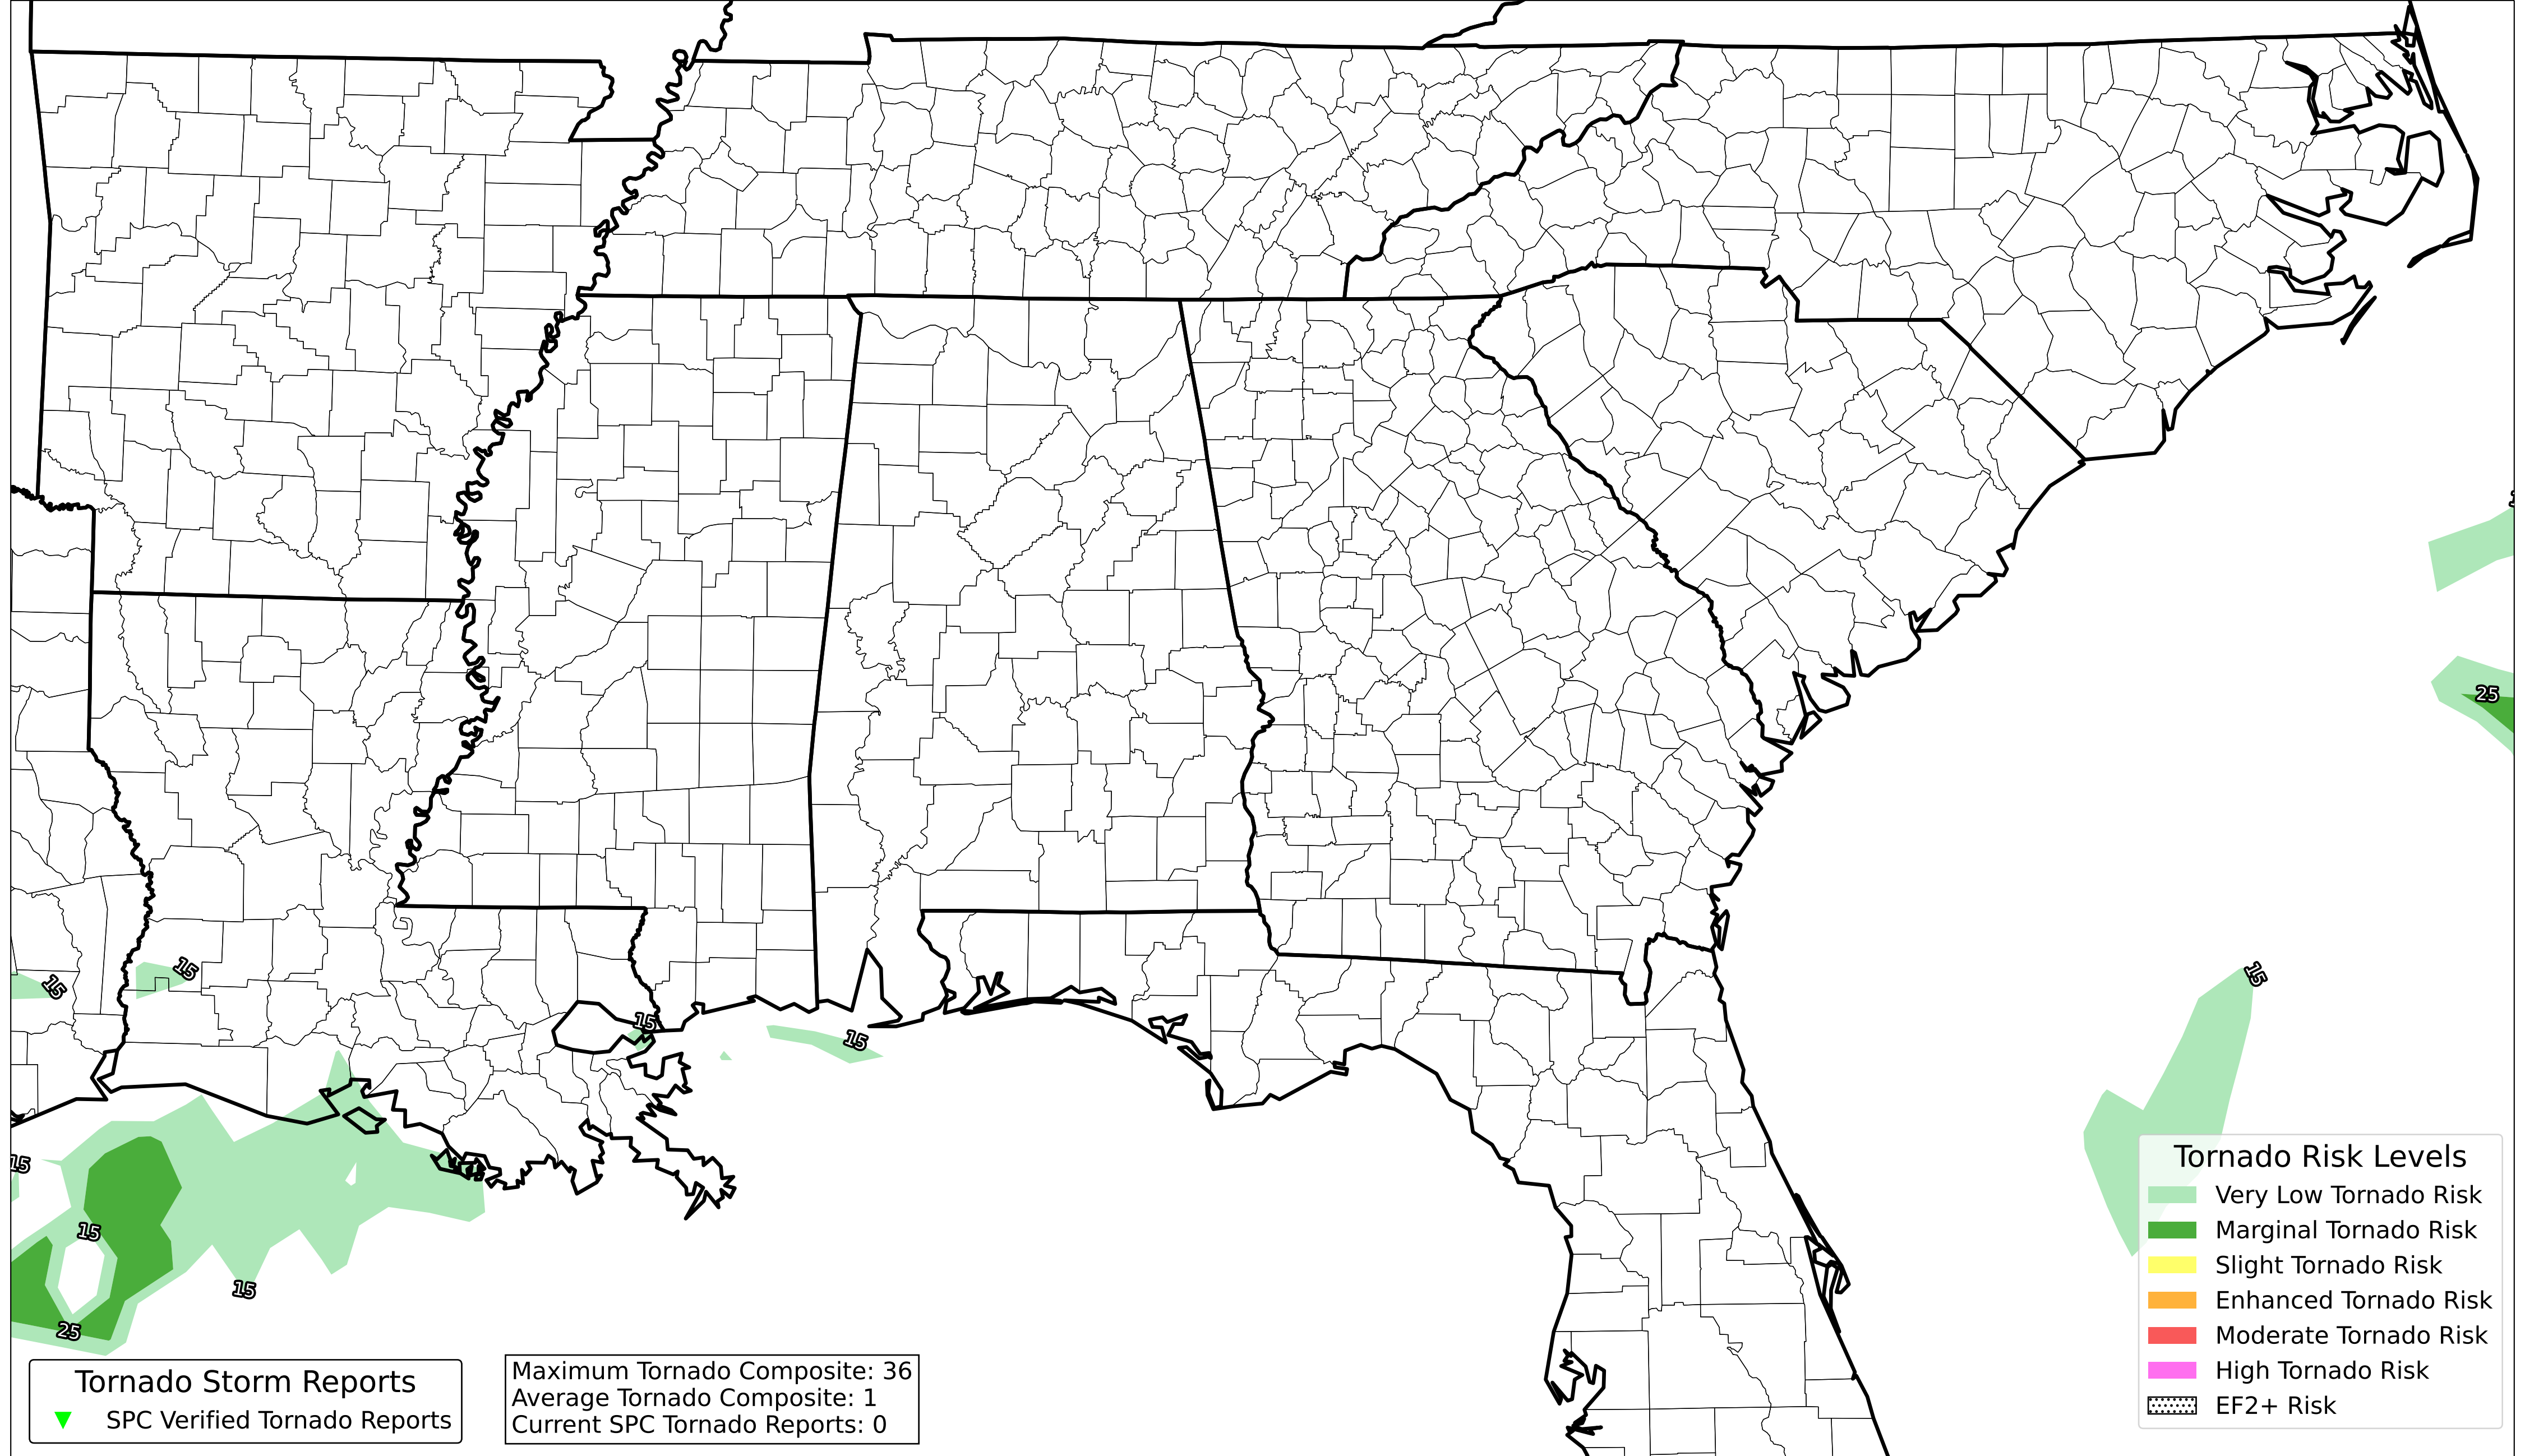 25
15
15
15
15
15
15
15
15
25
Tornado Risk Levels
Very Low Tornado Risk
Marginal Tornado Risk
Slight Tornado Risk
Enhanced Tornado Risk
Moderate Tornado Risk
High Tornado Risk
EF2+ Risk
Tornado Storm Reports
SPC Verified Tornado Reports
Maximum Tornado Composite: 36
Average Tornado Composite: 1
Current SPC Tornado Reports: 0